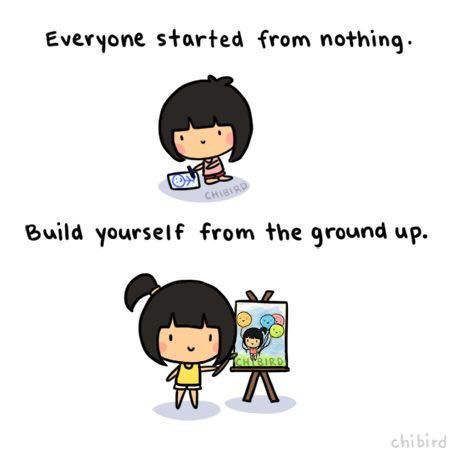 Everyone started from nothing.
CHIBIRD
Build yourself from the ground up.
CHIBIRD
chibird